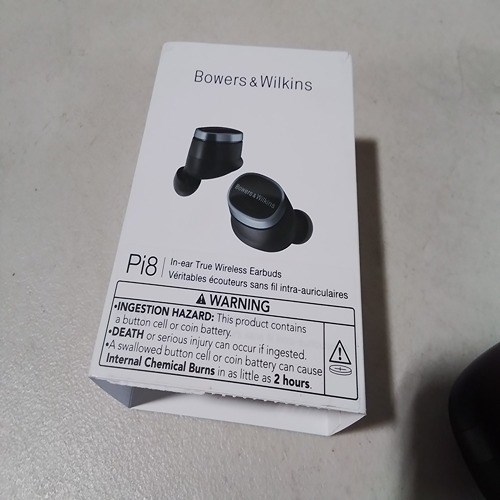 Bowers & Wilkins
Bowers & Wilkins
Pi8
In-ear True Wireless Earbuds
Véritables écouteurs sans fil intra-auriculaires
WARNING
•INGESTION HAZARD: This product contains
a button cell or coin battery.
•DEATH or serious injury can occur if ingested.
•A swallowed button cell or coin battery can cause
Internal Chemical Burns in as little as 2 hours.